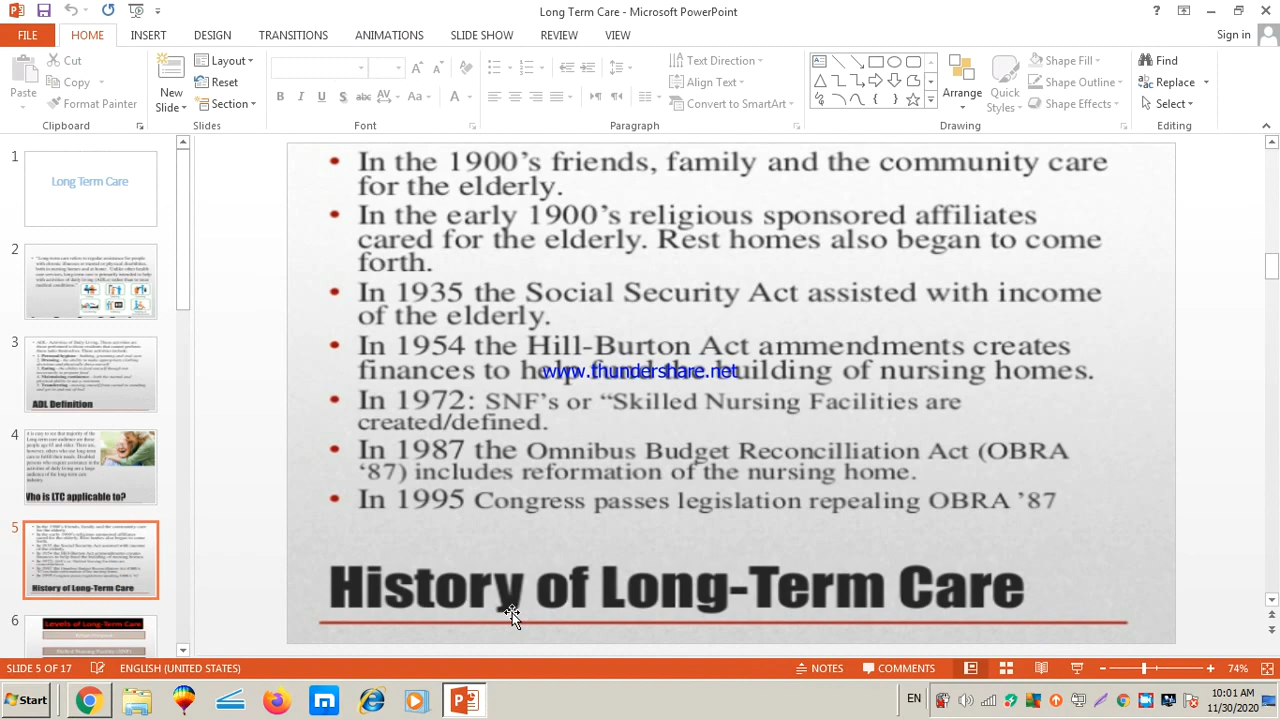 Long Term Care - Microsoft PowerPoint
FILE HOME INSERT DESIGN TRANSITIONS ANIMATIONS SLIDE SHOW REVIEW VIEW Sign in
Paste Cut Copy Format Painter
Clipboard
New Slide Layout Reset Section
Slides
Font
Text Direction Align Text Convert to SmartArt
Paragraph
Arrange Quick Styles Shape Fill Shape Outline Shape Effects
Drawing
Find Replace Select
Editing
1
Long Term Care
2
3
ADL Definition
4
Who is LTC applicable to?
5
History of Long-Term Care
6
Levels of Long-Term Care
• In the 1900's friends, family and the community care
for the elderly.
• In the early 1900's religious sponsored affiliates
cared for the elderly. Rest homes also began to come
forth.
• In 1935 the Social Security Act assisted with income
of the elderly.
• In 1954 the Hill-Burton Act
finances to help building of nursing homes.
www.thundershare.net
• In 1972: SNF's or “Skilled Nursing Facilities are
created/defined.
• In 1987: The Omnibus Budget Reconciliation Act (OBRA
'87) includes reformation of the nursing home.
• In 1995 Congress passes legislation repealing OBRA '87
History of Long-Term Care
SLIDE 5 OF 17 ENGLISH (UNITED STATES) NOTES COMMENTS 74%
Start EN 10:01 AM
11/30/2020